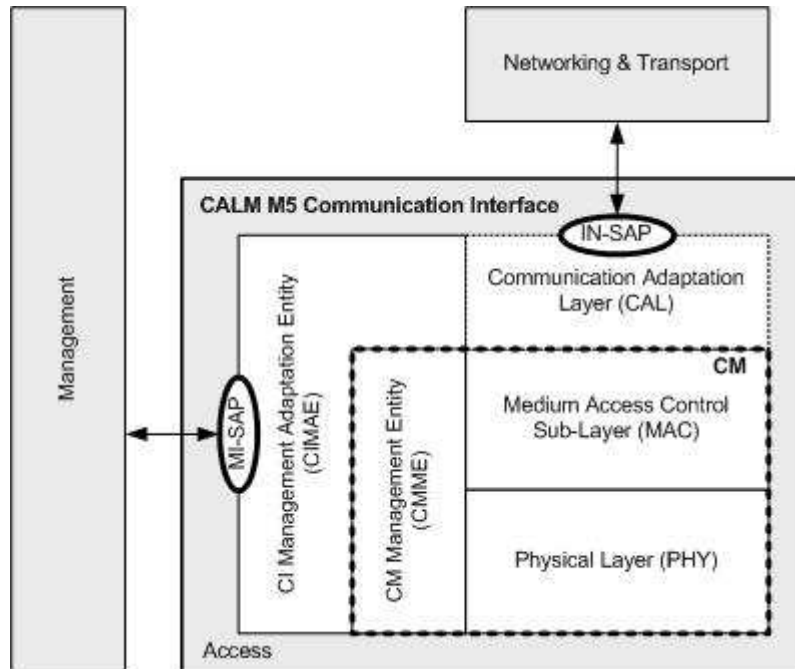 Networking & Transport
CALM M5 Communication Interface
IN-SAP
Communication Adaptation
Layer (CAL)
CM
Medium Access Control
Sub-Layer (MAC)
Physical Layer (PHY)
Management
MI-SAP
CI Management Adaptation Entity
(CIMAE)
CM Management Entity
(CMME)
Access